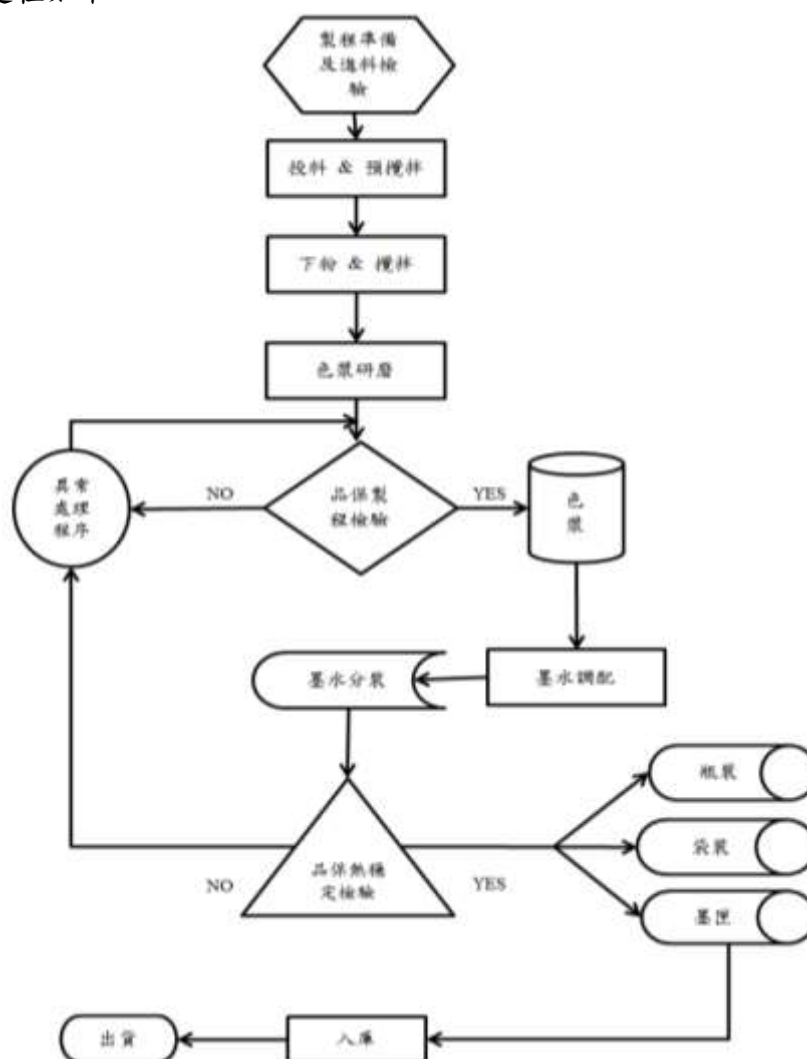 製程準備
及進料檢
驗
投料 & 預攪拌
下粉 & 攪拌
色漿研磨
異常
處理
程序
NO
品保製
程檢驗
YES
色
漿
墨水分裝
墨水調配
瓶裝
袋裝
墨匣
NO
品保熱穩
定檢驗
YES
出貨
入庫